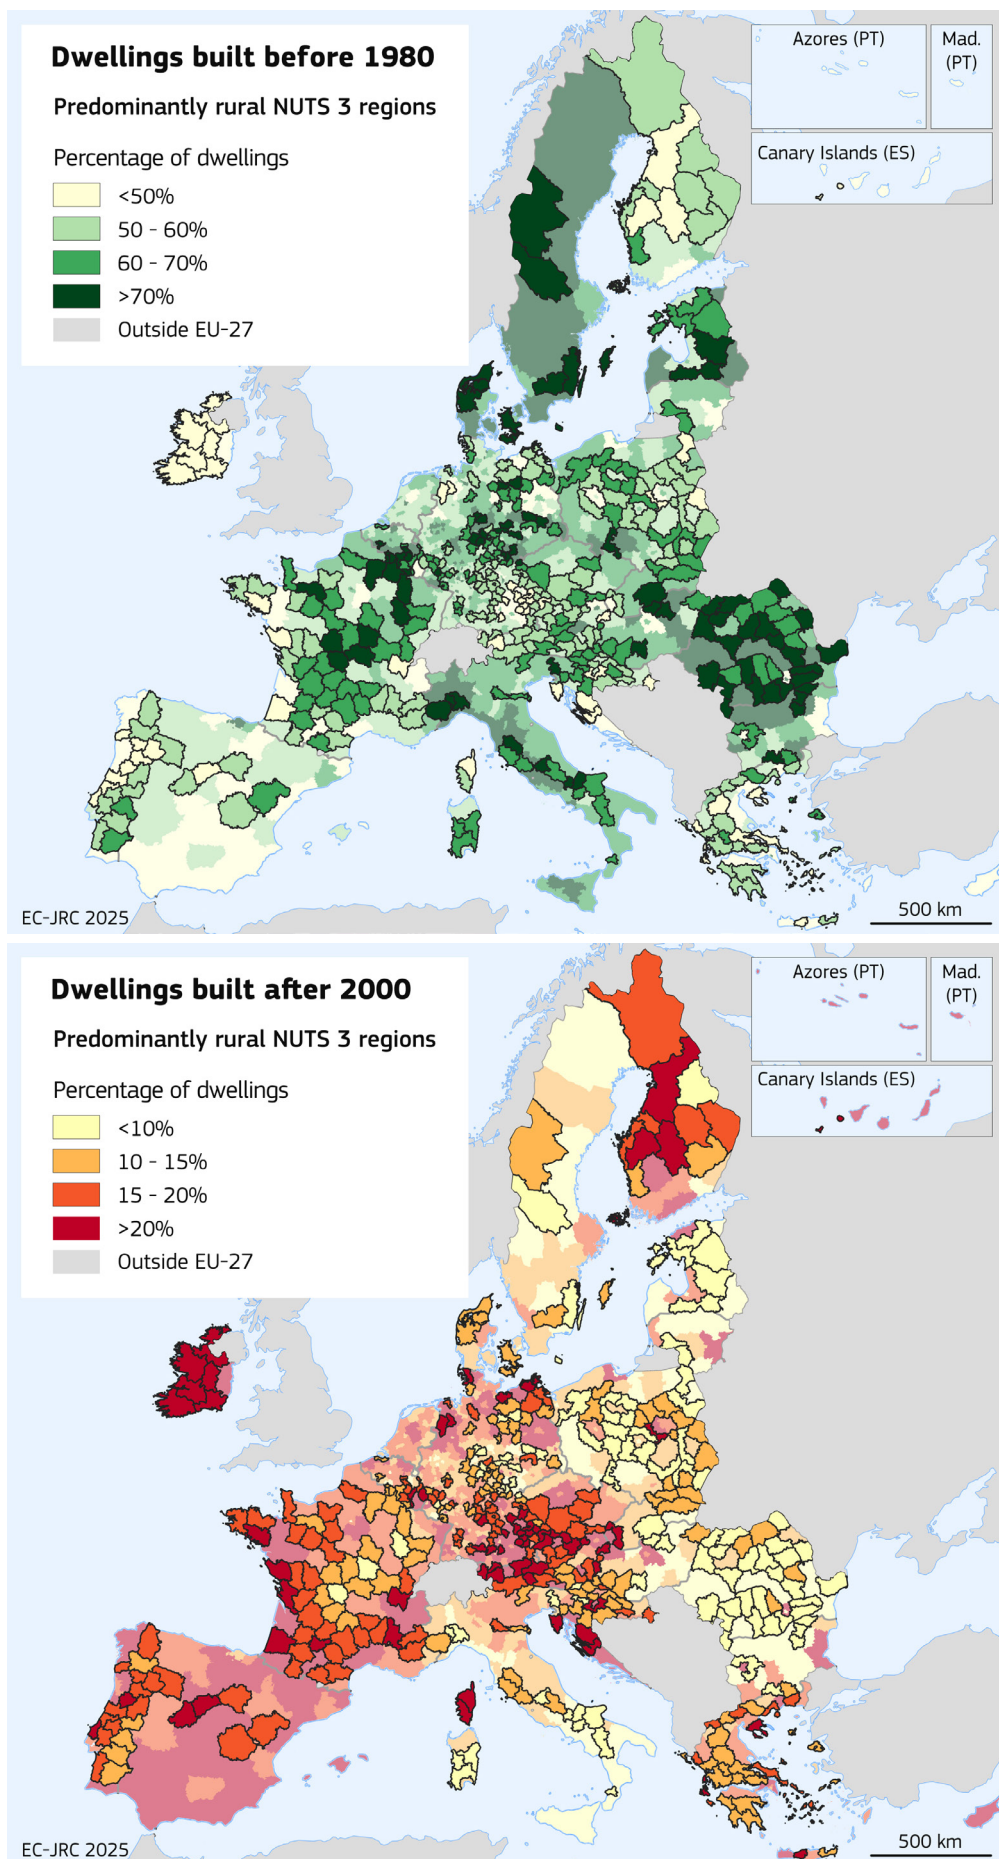 Dwellings built before 1980
Predominantly rural NUTS 3 regions
Percentage of dwellings
<50%
50 - 60%
60 - 70%
>70%
Outside EU-27
Azores (PT)
Mad.
(PT)
Canary Islands (ES)
EC-JRC 2025
500 km
Dwellings built after 2000
Predominantly rural NUTS 3 regions
Percentage of dwellings
<10%
10 - 15%
15 - 20%
>20%
Outside EU-27
Azores (PT)
Mad.
(PT)
Canary Islands (ES)
EC-JRC 2025
500 km